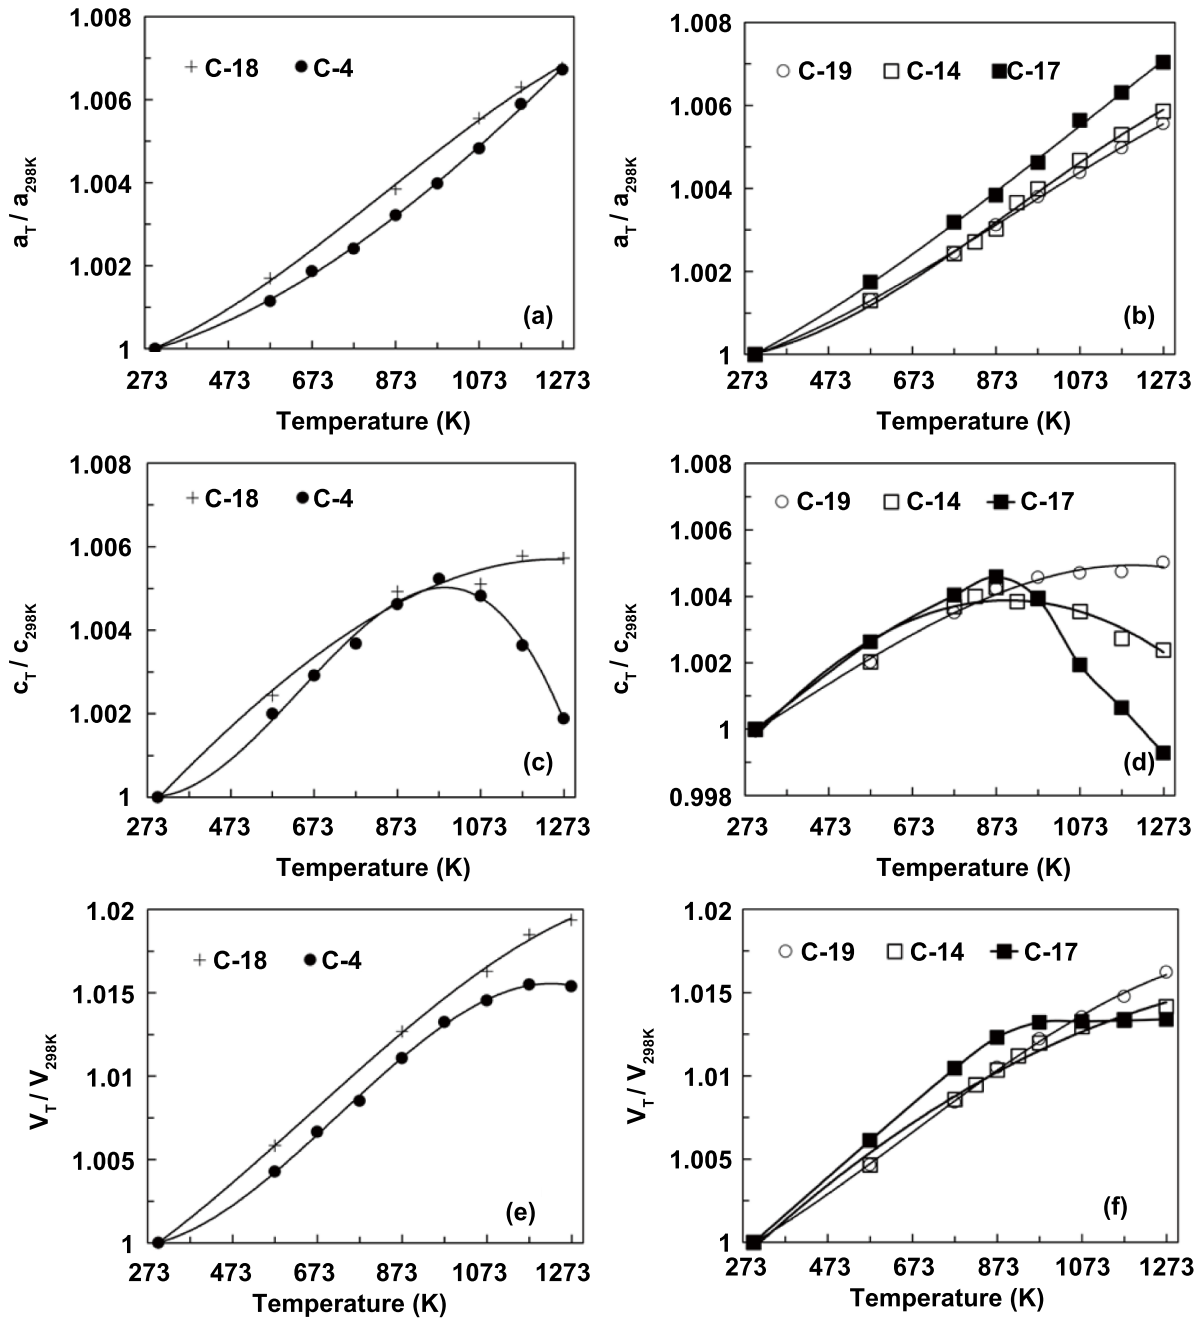 1.008
C-18 C-4
1.006
1.004
1.002
1
a_T / a_298K
(a)
273 473 673 873 1073 1273
Temperature (K)
1.008
C-19 C-14 C-17
1.006
1.004
1.002
1
a_T / a_298K
(b)
273 473 673 873 1073 1273
Temperature (K)
1.008
C-18 C-4
1.006
1.004
1.002
1
c_T / c_298K
(c)
273 473 673 873 1073 1273
Temperature (K)
1.008
C-19 C-14 C-17
1.006
1.004
1.002
1
0.998
c_T / c_298K
(d)
273 473 673 873 1073 1273
Temperature (K)
1.02
C-18 C-4
1.015
1.01
1.005
1
V_T / V_298K
(e)
273 473 673 873 1073 1273
Temperature (K)
1.02
C-19 C-14 C-17
1.015
1.01
1.005
1
V_T / V_298K
(f)
273 473 673 873 1073 1273
Temperature (K)